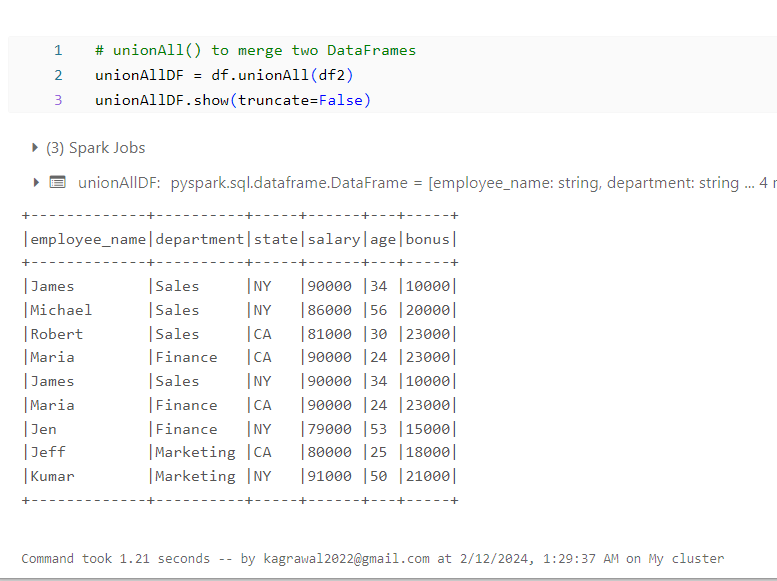 1 # unionAll() to merge two DataFrames
2 unionAllDF = df.unionAll(df2)
3 unionAllDF.show(truncate=False)
(3) Spark Jobs
unionAllDF: pyspark.sql.dataframe.DataFrame = [employee_name: string, department: string ... 4
+-------------+----------+-----+------+---+-----+
|employee_name|department|state|salary|age|bonus|
+-------------+----------+-----+------+---+-----+
|James        |Sales     |NY   |90000 |34 |10000|
|Michael      |Sales     |NY   |86000 |56 |20000|
|Robert       |Sales     |CA   |81000 |30 |23000|
|Maria        |Finance   |CA   |90000 |24 |23000|
|James        |Sales     |NY   |90000 |34 |10000|
|Maria        |Finance   |CA   |90000 |24 |23000|
|Jen          |Finance   |NY   |79000 |53 |15000|
|Jeff         |Marketing |CA   |80000 |25 |18000|
|Kumar        |Marketing |NY   |91000 |50 |21000|
+-------------+----------+-----+------+---+-----+
Command took 1.21 seconds -- by kagrawal2022@gmail.com at 2/12/2024, 1:29:37 AM on My cluster